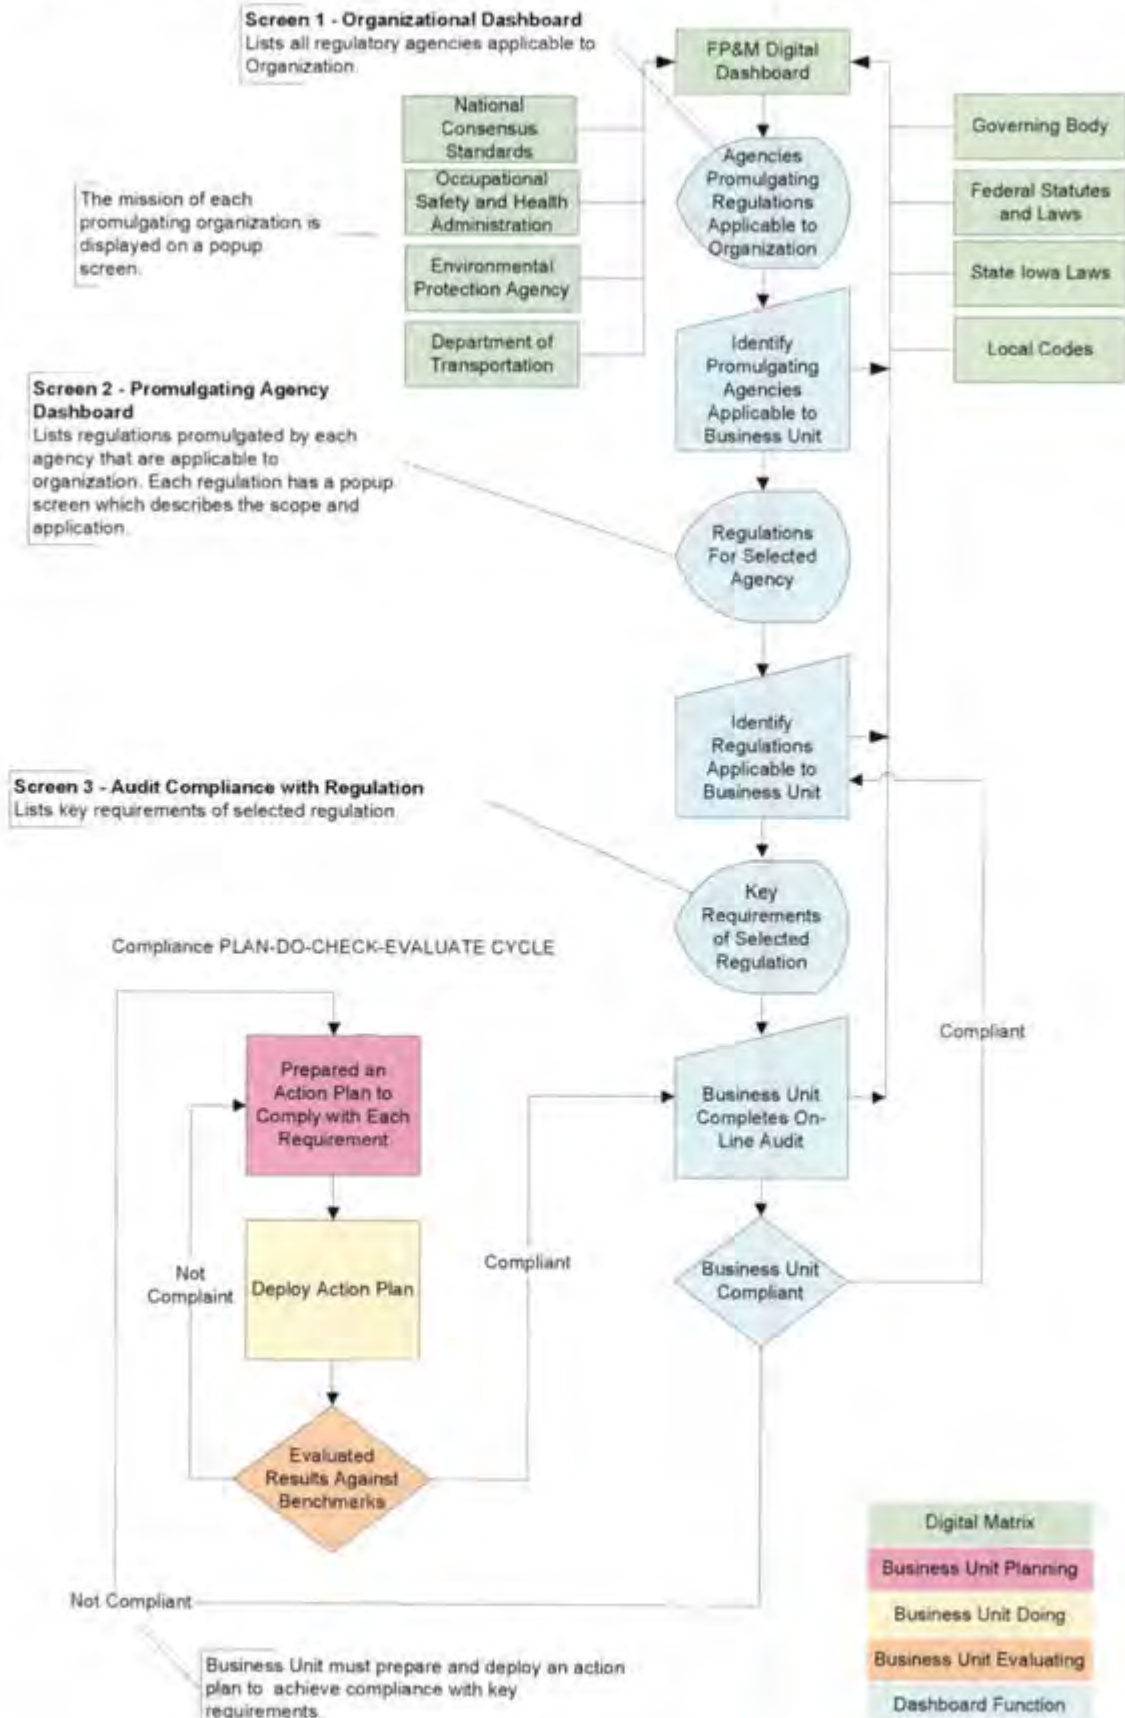 Screen 1 - Organizational Dashboard
Lists all regulatory agencies applicable to
Organization.
FP&M Digital
Dashboard
National
Consensus
Standards
Occupational
Safety and Health
Administration
Environmental
Protection Agency
Department of
Transportation
The mission of each
promulgating organization is
displayed on a popup
screen.
Agencies
Promulgating
Regulations
Applicable to
Organization
Governing Body
Federal Statutes
and Laws
State Iowa Laws
Local Codes
Identify
Promulgating
Agencies
Applicable to
Business Unit
Screen 2 - Promulgating Agency
Dashboard
Lists regulations promulgated by each
agency that are applicable to
organization. Each regulation has a popup
screen which describes the scope and
application.
Regulations
For Selected
Agency
Identify
Regulations
Applicable to
Business Unit
Screen 3 - Audit Compliance with Regulation
Lists key requirements of selected regulation
Key
Requirements
of Selected
Regulation
Compliance PLAN-DO-CHECK-EVALUATE CYCLE
Prepared an
Action Plan to
Comply with Each
Requirement
Business Unit
Completes On-
Line Audit
Compliant
Not
Complaint
Deploy Action Plan
Compliant
Business Unit
Compliant
Evaluated
Results Against
Benchmarks
Not Compliant
Business Unit must prepare and deploy an action
plan to achieve compliance with key
requirements
Digital Matrix
Business Unit Planning
Business Unit Doing
Business Unit Evaluating
Dashboard Function